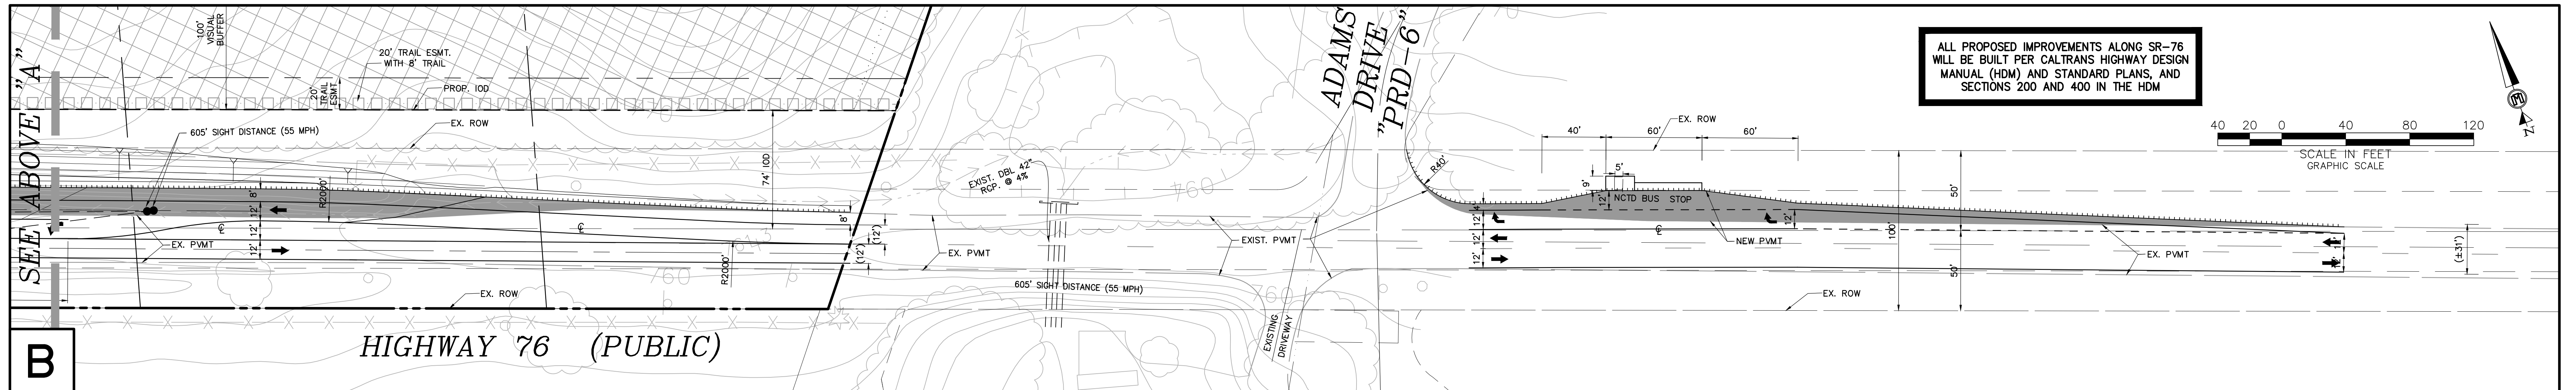 SEE ABOVE "A"
100'
VISUAL
BUFFER
20' TRAIL ESMT.
WITH 8' TRAIL
20'
TRAIL
ESMT
PROP. IOD
605' SIGHT DISTANCE (55 MPH)
EX. ROW
74' IOD
8'
12'
12'
12'
R2000'
EX. PVMT
℄
℄
R2000'
8'
(12')
(12')
EX. ROW
HIGHWAY 76 (PUBLIC)
B
EX. PVMT
EXIST. DBL 42"
RCP. @ 4%
760
760
760
605' SIGHT DISTANCE (55 MPH)
EXIST. PVMT
EXISTING
DRIVEWAY
ADAMS
DRIVE
"PRD-6"
R40'
40'
60'
60'
EX. ROW
5'
9'
12'
NCTD BUS STOP
4'
12'
12'
12'
12'
℄
NEW PVMT
100'
50'
50'
EX. PVMT
EX. ROW
(±31')
ALL PROPOSED IMPROVEMENTS ALONG SR-76
WILL BE BUILT PER CALTRANS HIGHWAY DESIGN
MANUAL (HDM) AND STANDARD PLANS, AND
SECTIONS 200 AND 400 IN THE HDM
40 20 0 40 80 120
SCALE IN FEET
GRAPHIC SCALE
Z